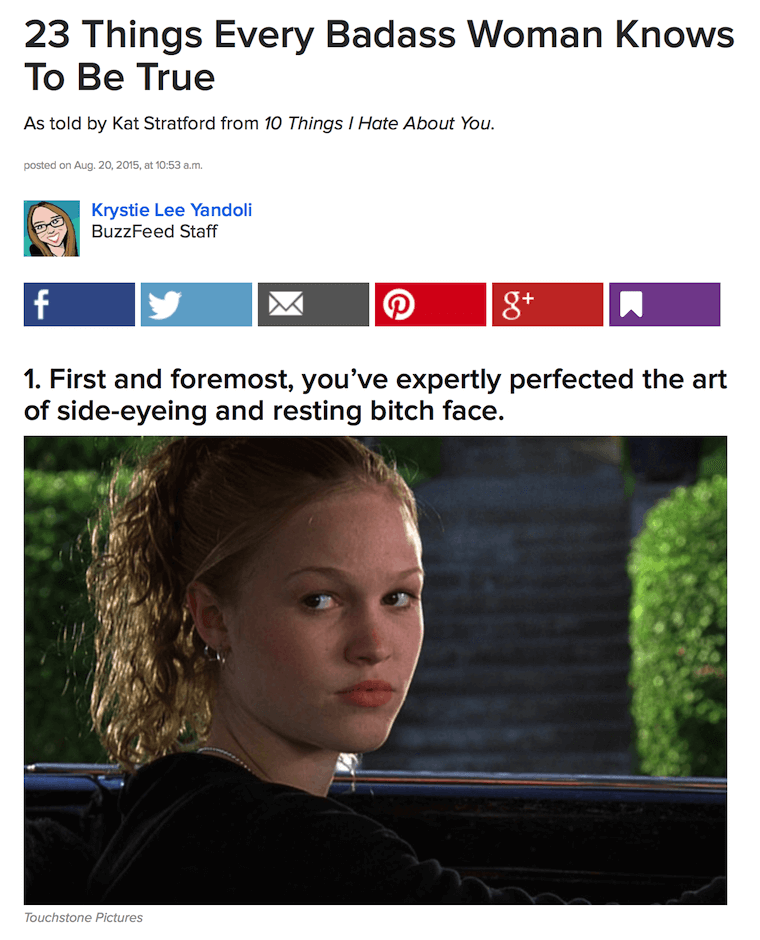 23 Things Every Badass Woman Knows
To Be True
As told by Kat Stratford from 10 Things I Hate About You.
posted on Aug. 20, 2015, at 10:53 a.m.
Krystie Lee Yandoli
BuzzFeed Staff
f
g+
1. First and foremost, you’ve expertly perfected the art
of side-eyeing and resting bitch face.
Touchstone Pictures